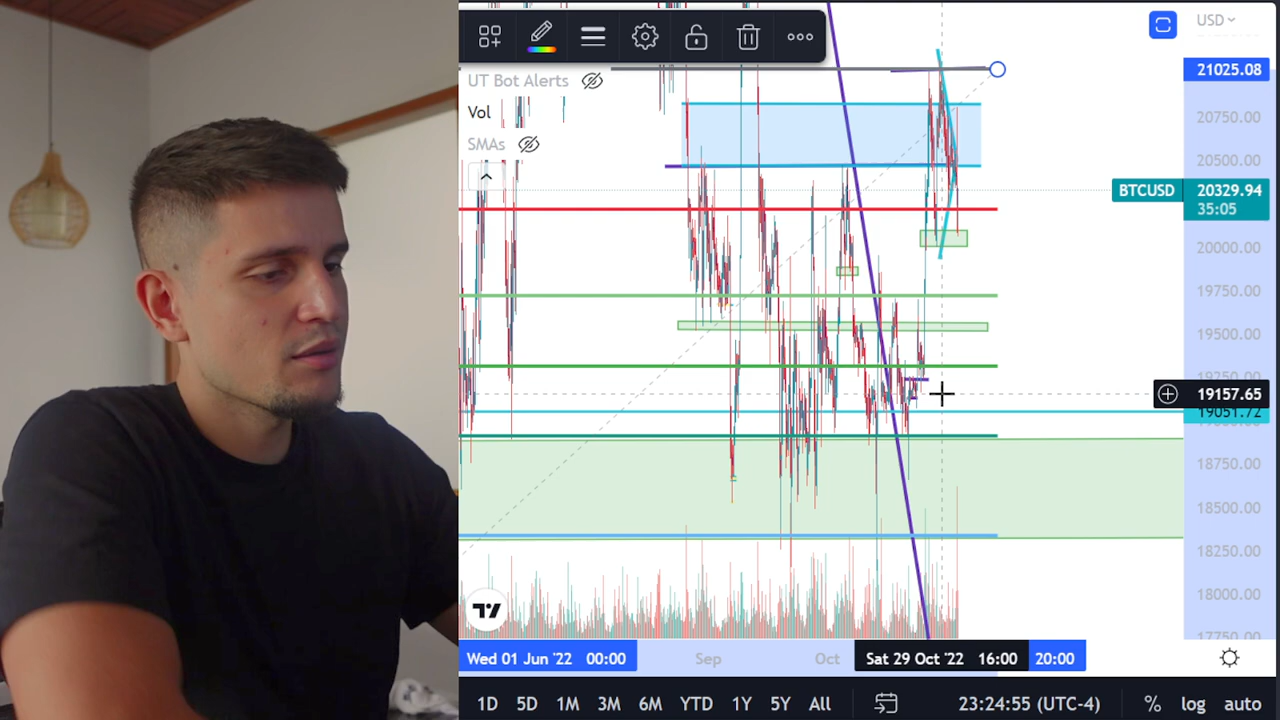 USD
21025.08
UT Bot Alerts
Vol
SMAs
20750.00
20500.00
BTCUSD 20329.94
35:05
20000.00
19750.00
19500.00
19157.65
19051.72
18750.00
18500.00
18250.00
18000.00
17750.00
Wed 01 Jun '22 00:00 Sep Oct Sat 29 Oct '22 16:00 20:00
1D 5D 1M 3M 6M YTD 1Y 5Y All 23:24:55 (UTC-4) % log auto